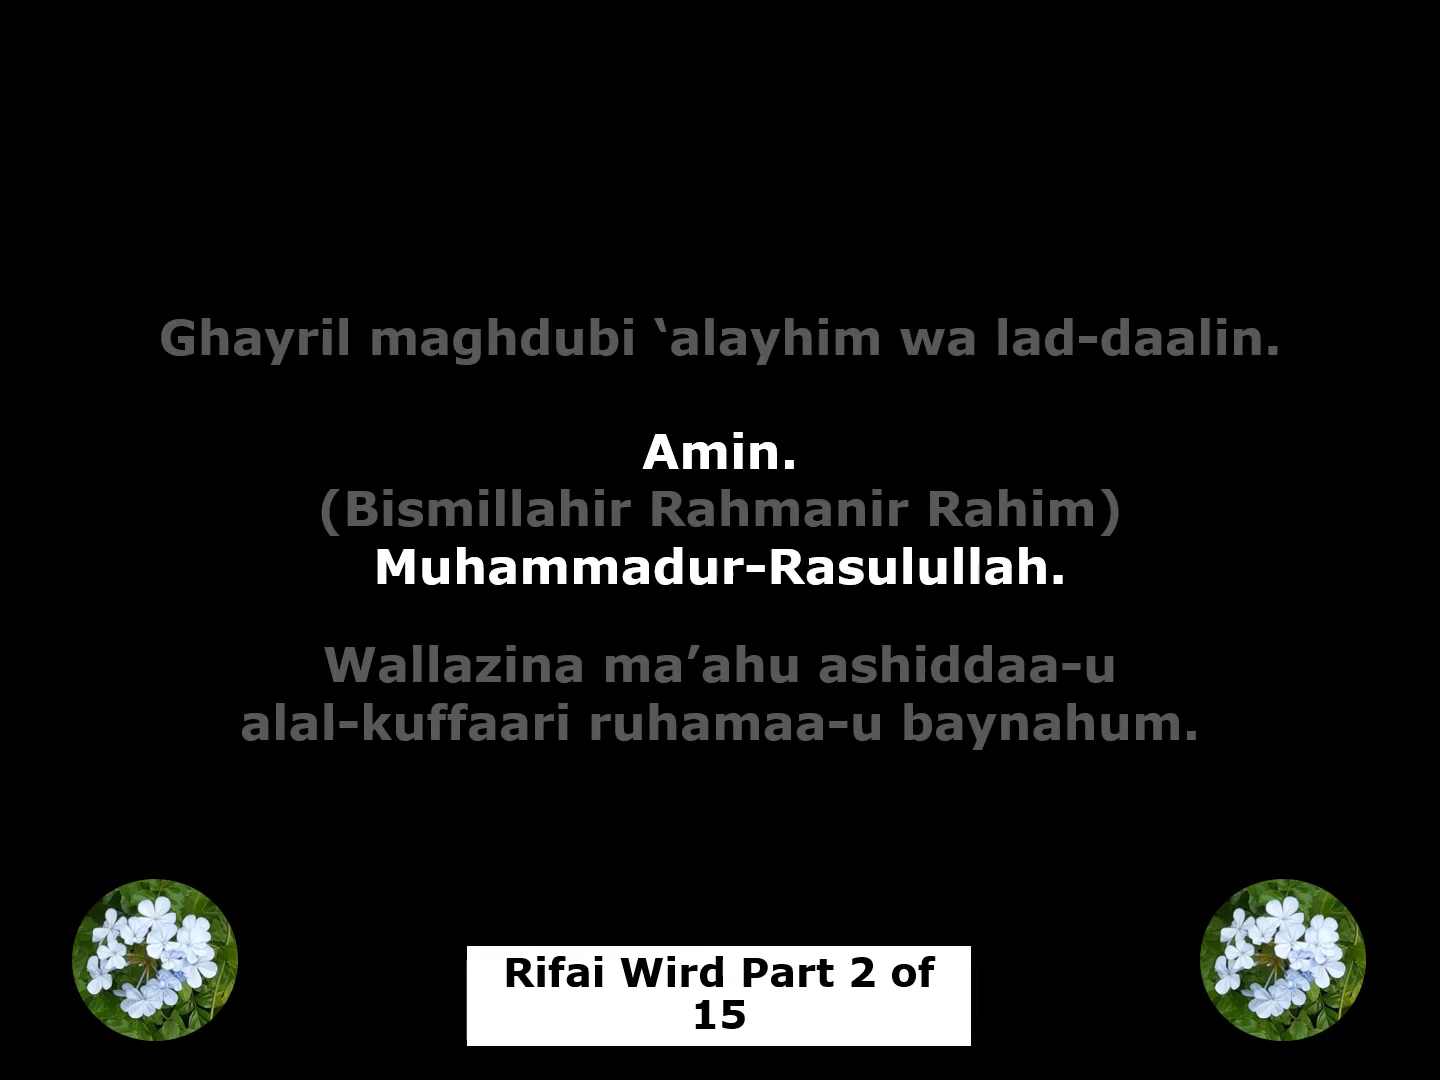 Ghayril maghdubi ‘alayhim wa lad-daalin.
Amin.
(Bismillahir Rahmanir Rahim)
Muhammadur-Rasulullah.
Wallazina ma’ahu ashiddaa-u
alal-kuffaari ruhamaa-u baynahum.
Rifai Wird Part 2 of
15